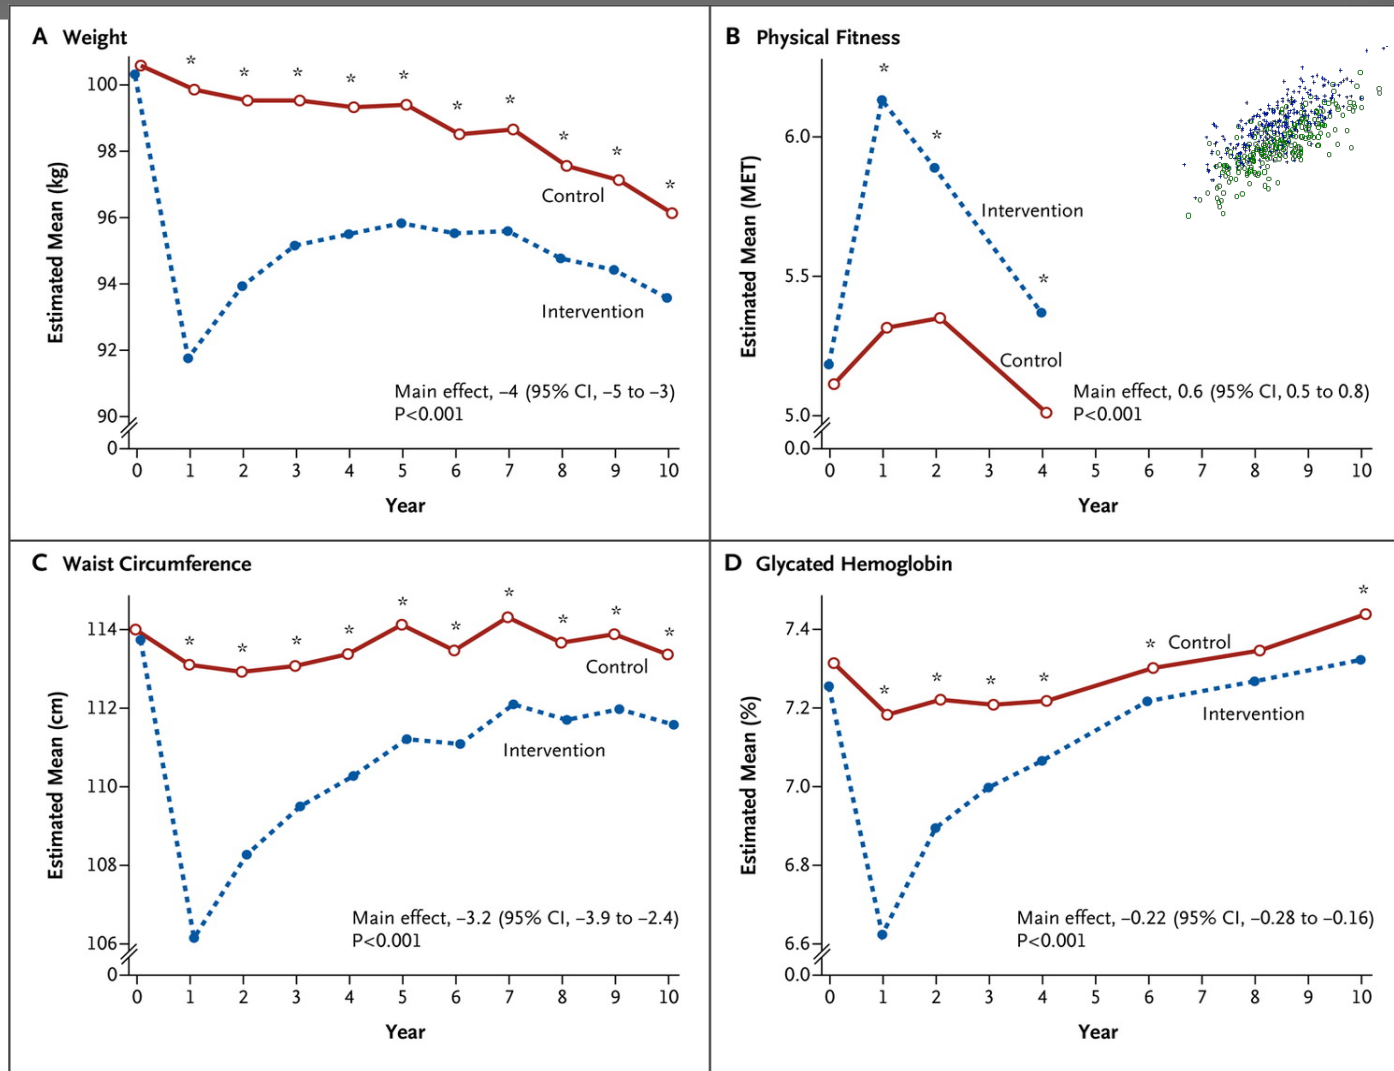 A Weight
Estimated Mean (kg)
100
98
96
94
92
90
0
* * * * * * * * * *
Control
Intervention
Main effect, −4 (95% CI, −5 to −3)
P<0.001
0 1 2 3 4 5 6 7 8 9 10
Year
B Physical Fitness
Estimated Mean (MET)
6.0
5.5
5.0
0.0
* * *
Intervention
Control
Main effect, 0.6 (95% CI, 0.5 to 0.8)
P<0.001
0 1 2 3 4 5 6 7 8 9 10
Year
C Waist Circumference
Estimated Mean (cm)
114
112
110
108
106
0
* * * * * * * * * *
Control
Intervention
Main effect, −3.2 (95% CI, −3.9 to −2.4)
P<0.001
0 1 2 3 4 5 6 7 8 9 10
Year
D Glycated Hemoglobin
Estimated Mean (%)
7.4
7.2
7.0
6.8
6.6
0.0
* * * * * *
Control
Intervention
Main effect, −0.22 (95% CI, −0.28 to −0.16)
P<0.001
0 1 2 3 4 5 6 7 8 9 10
Year